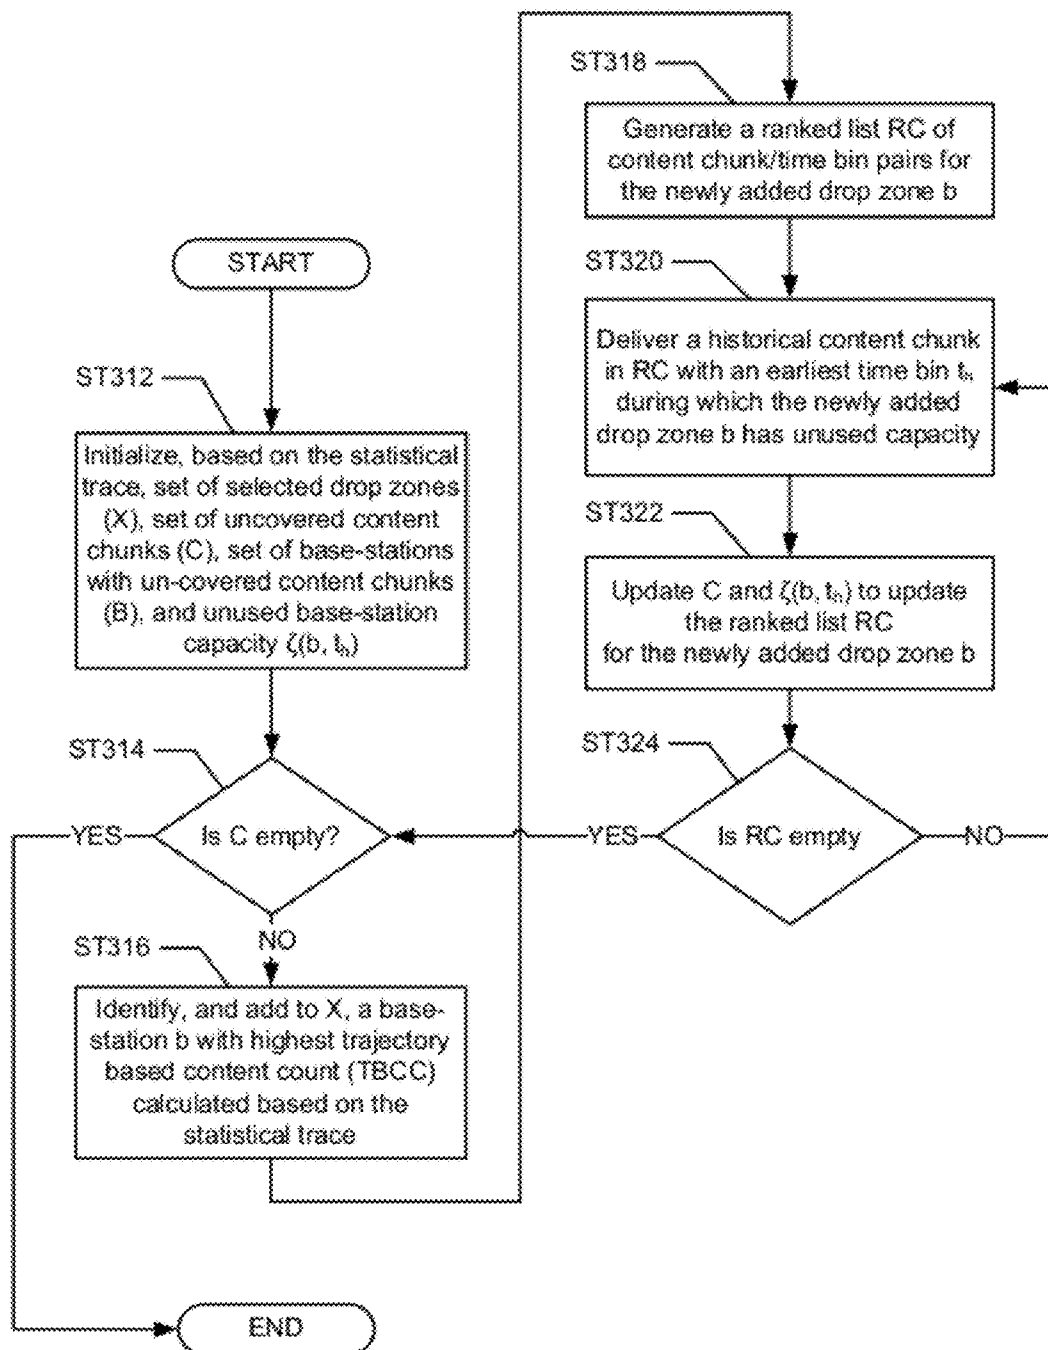 START
ST312
Initialize, based on the statistical
trace, set of selected drop zones
(X), set of uncovered content
chunks (C), set of base-stations
with un-covered content chunks
(B), and unused base-station
capacity ζ(b, tₕ)
ST314
Is C empty?
YES
NO
ST316
Identify, and add to X, a base-
station b with highest trajectory
based content count (TBCC)
calculated based on the
statistical trace
END
ST318
Generate a ranked list RC of
content chunk/time bin pairs for
the newly added drop zone b
ST320
Deliver a historical content chunk
in RC with an earliest time bin tₕ
during which the newly added
drop zone b has unused capacity
ST322
Update C and ζ(b, tₕ) to update
the ranked list RC
for the newly added drop zone b
ST324
Is RC empty
YES
NO